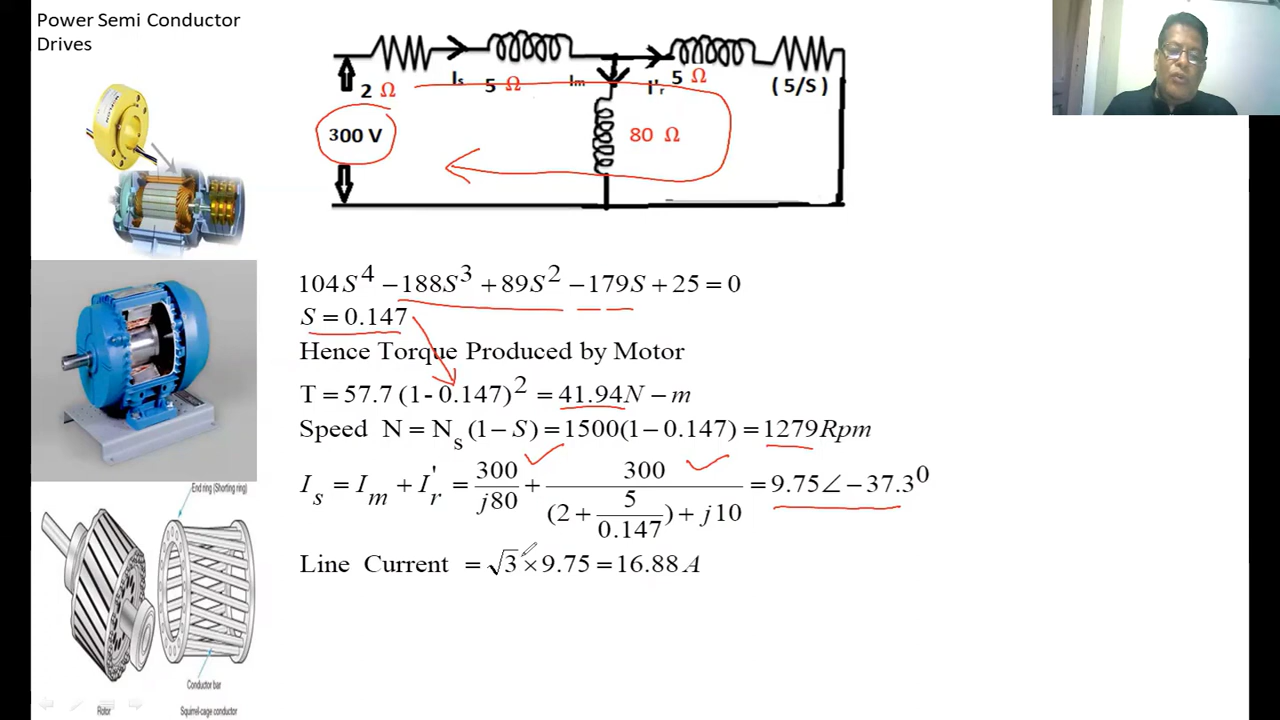 Power Semi Conductor
Drives
2 Ω
Is
5 Ω
Im
I'r
5 Ω
( 5/S )
300 V
80 Ω
104S⁴ − 188S³ + 89S² − 179S + 25 = 0
S = 0.147
Hence Torque Produced by Motor
T = 57.7 (1 - 0.147)² = 41.94N − m
Speed N = Ns (1 − S) = 1500(1 − 0.147) = 1279Rpm
Is = Im + Ir' = 300/j80 + 300/((2 + 5/0.147) + j10) = 9.75∠ − 37.3⁰
Line Current = √3 × 9.75 = 16.88 A
End ring (Shorting ring)
Conductor bar
Rotor
Squirrel-cage conductor